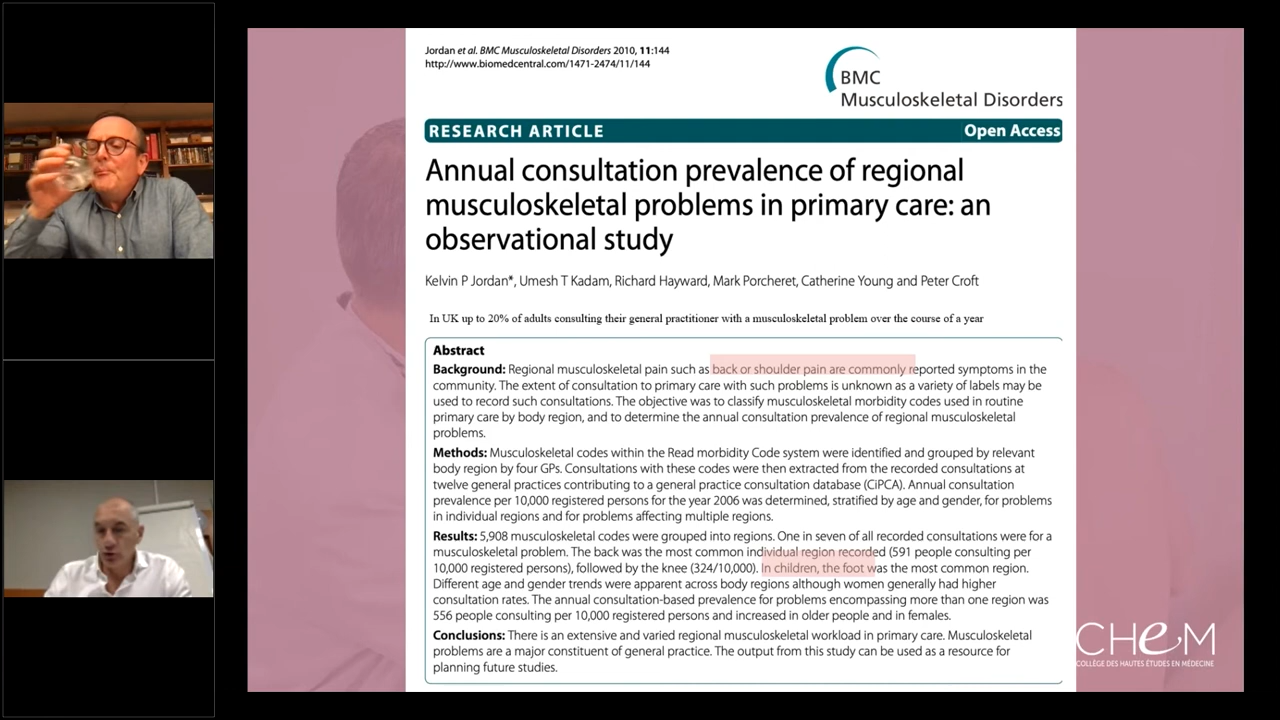 Jordan et al. BMC Musculoskeletal Disorders 2010, 11:144
http://www.biomedcentral.com/1471-2474/11/144
BMC
Musculoskeletal Disorders
RESEARCH ARTICLE
Open Access
Annual consultation prevalence of regional
musculoskeletal problems in primary care: an
observational study
Kelvin P Jordan*, Umesh T Kadam, Richard Hayward, Mark Porcheret, Catherine Young and Peter Croft
In UK up to 20% of adults consulting their general practitioner with a musculoskeletal problem over the course of a year
Abstract
Background: Regional musculoskeletal pain such as back or shoulder pain are commonly reported symptoms in the
community. The extent of consultation to primary care with such problems is unknown as a variety of labels may be
used to record such consultations. The objective was to classify musculoskeletal morbidity codes used in routine
primary care by body region, and to determine the annual consultation prevalence of regional musculoskeletal
problems.
Methods: Musculoskeletal codes within the Read morbidity Code system were identified and grouped by relevant
body region by four GPs. Consultations with these codes were then extracted from the recorded consultations at
twelve general practices contributing to a general practice consultation database (CiPCA). Annual consultation
prevalence per 10,000 registered persons for the year 2006 was determined, stratified by age and gender, for problems
in individual regions and for problems affecting multiple regions.
Results: 5,908 musculoskeletal codes were grouped into regions. One in seven of all recorded consultations were for a
musculoskeletal problem. The back was the most common individual region recorded (591 people consulting per
10,000 registered persons), followed by the knee (324/10,000). In children, the foot was the most common region.
Different age and gender trends were apparent across body regions although women generally had higher
consultation rates. The annual consultation-based prevalence for problems encompassing more than one region was
556 people consulting per 10,000 registered persons and increased in older people and in females.
Conclusions: There is an extensive and varied regional musculoskeletal workload in primary care. Musculoskeletal
problems are a major constituent of general practice. The output from this study can be used as a resource for
planning future studies.
CHeM
COLLÈGE DES HAUTES ÉTUDES EN MÉDECINE